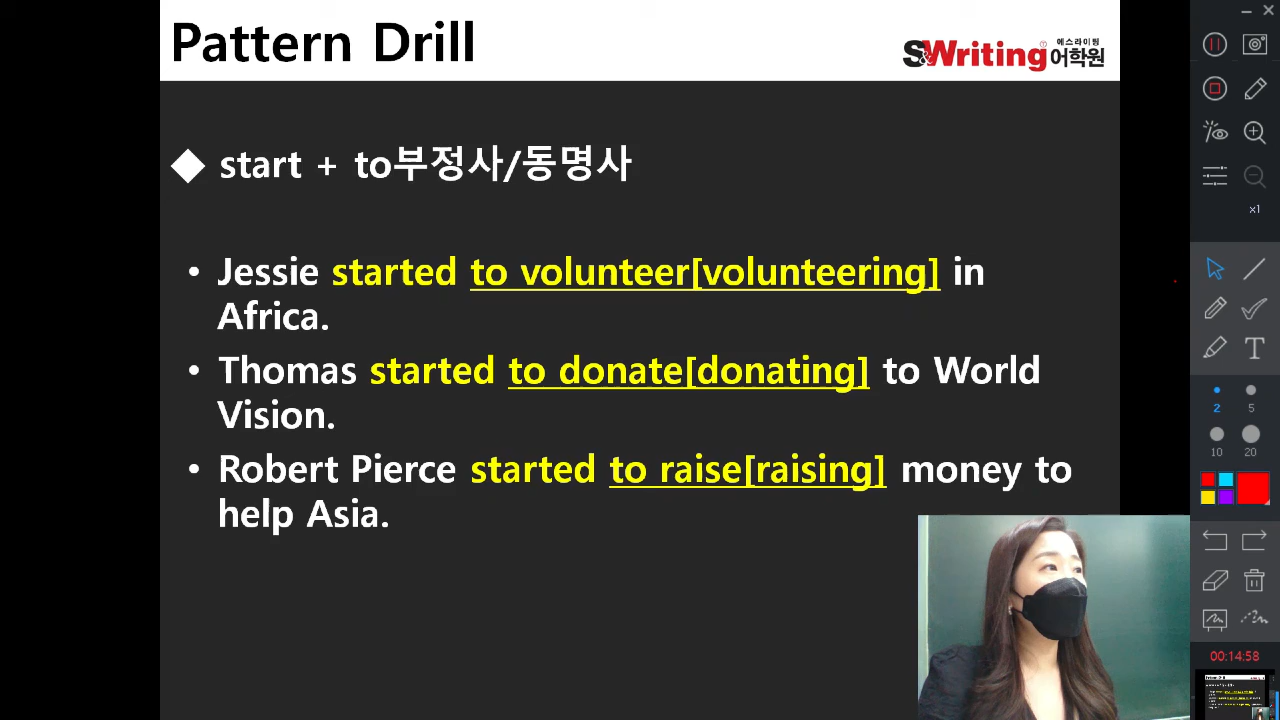 Pattern Drill
S&Writing 에스라이팅 어학원
◆ start + to부정사/동명사
• Jessie started to volunteer[volunteering] in
Africa.
• Thomas started to donate[donating] to World
Vision.
• Robert Pierce started to raise[raising] money to
help Asia.
x1
T
2 5
10 20
00:14:58